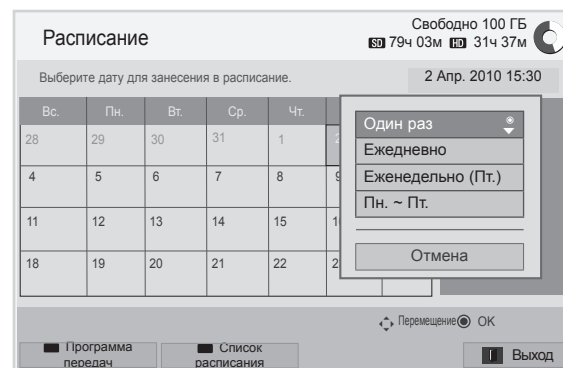 Расписание
Свободно 100 ГБ
SD 79ч 03м HD 31ч 37м
Выберите дату для занесения в расписание.
2 Апр. 2010 15:30
Вс. Пн. Вт. Ср. Чт.
28 29 30 31 1 2
4 5 6 7 8 9
11 12 13 14 15
18 19 20 21 22
Один раз
Ежедневно
Еженедельно (Пт.)
Пн. ~ Пт.
Отмена
Перемещение OK
Программа передач
Список расписания
Выход